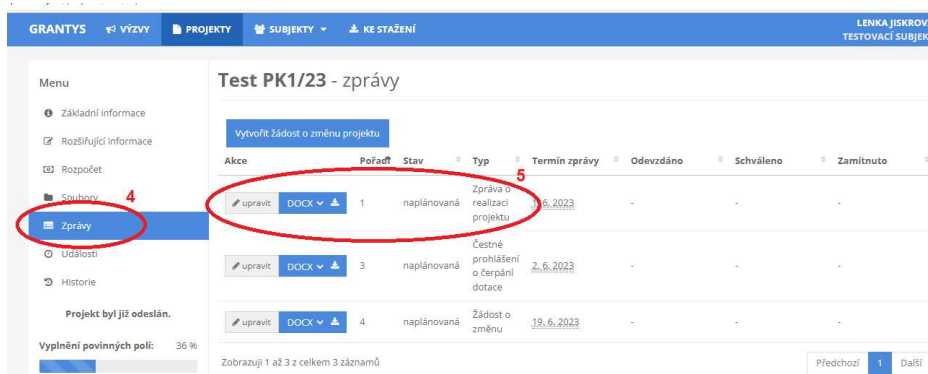 GRANTYS VÝZVY PROJEKTY SUBJEKTY KE STAŽENÍ
LENKA JISKROV
TESTOVACÍ SUBJEK
Menu
Základní informace
Rozšiřující informace
Rozpočet
Soubory 4
Zprávy
Události
Historie
Projekt byl již odeslán.
Vyplnění povinných polí: 36 %
Test PK1/23 - zprávy
Vytvořit žádost o změnu projektu
Akce Pořadí Stav Typ Termín zprávy Odevzdáno Schváleno Zamítnuto
5
upravit DOCX 1 naplánovaná Zpráva o realizaci projektu 1. 6. 2023 - - -
upravit DOCX 3 naplánovaná Čestné prohlášení o čerpání dotace 2. 6. 2023 - - -
upravit DOCX 4 naplánovaná Žádost o změnu 19. 6. 2023 - - -
Zobrazuji 1 až 3 z celkem 3 záznamů
Předchozí 1 Další